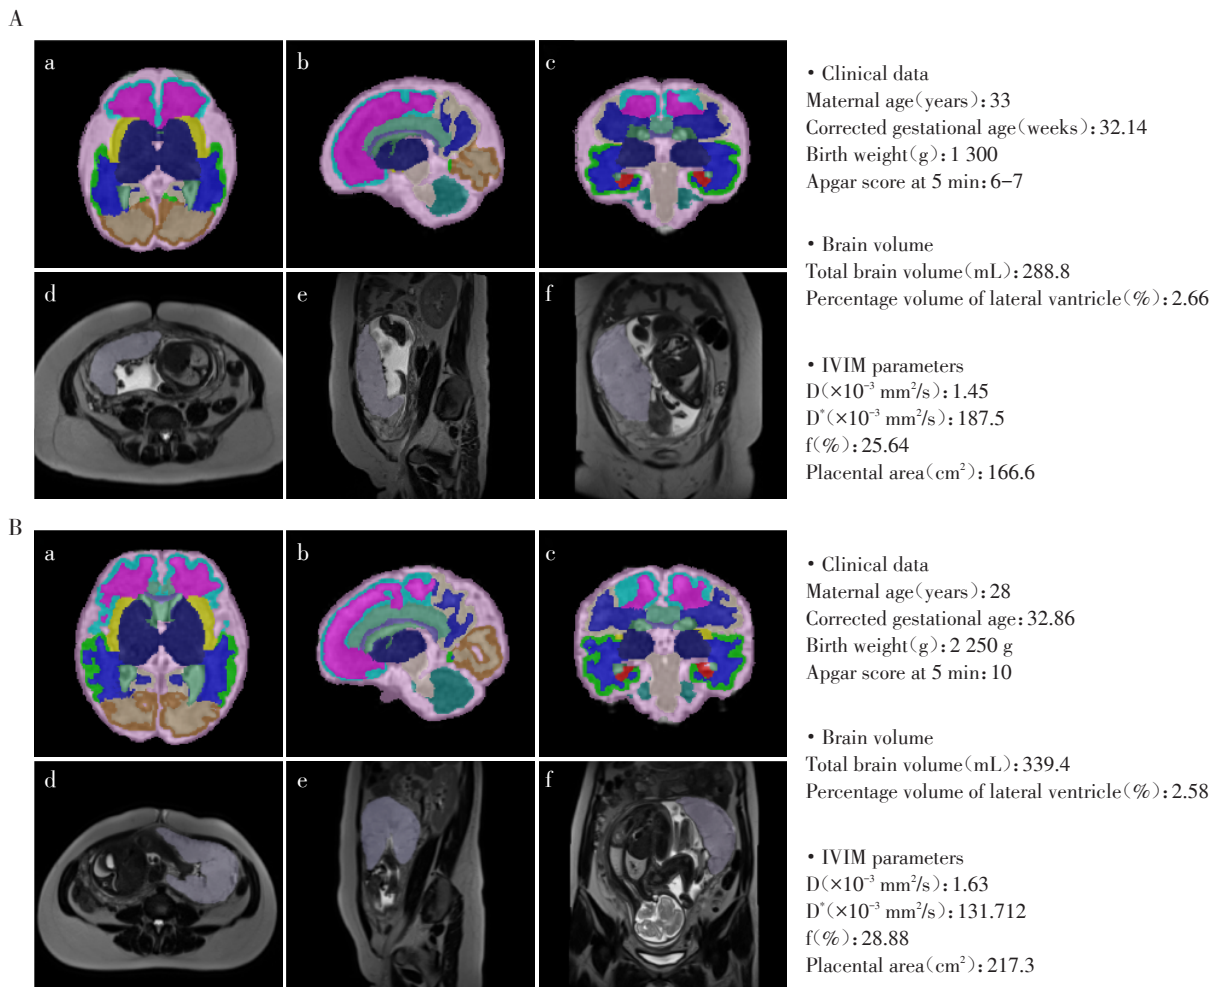 A
a
b
c
d
e
f
• Clinical data
Maternal age(years):33
Corrected gestational age(weeks):32.14
Birth weight(g):1 300
Apgar score at 5 min:6-7
• Brain volume
Total brain volume(mL):288.8
Percentage volume of lateral vantricle(%):2.66
• IVIM parameters
D(×10⁻³ mm²/s):1.45
D*(×10⁻³ mm²/s):187.5
f(%):25.64
Placental area(cm²):166.6
B
a
b
c
d
e
f
• Clinical data
Maternal age(years):28
Corrected gestational age:32.86
Birth weight(g):2 250 g
Apgar score at 5 min:10
• Brain volume
Total brain volume(mL):339.4
Percentage volume of lateral ventricle(%):2.58
• IVIM parameters
D(×10⁻³ mm²/s):1.63
D*(×10⁻³ mm²/s):131.712
f(%):28.88
Placental area(cm²):217.3